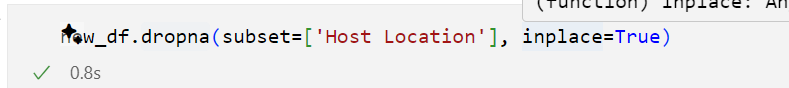 (function) inplace: An
new_df.dropna(subset=['Host Location'], inplace=True)
0.8s